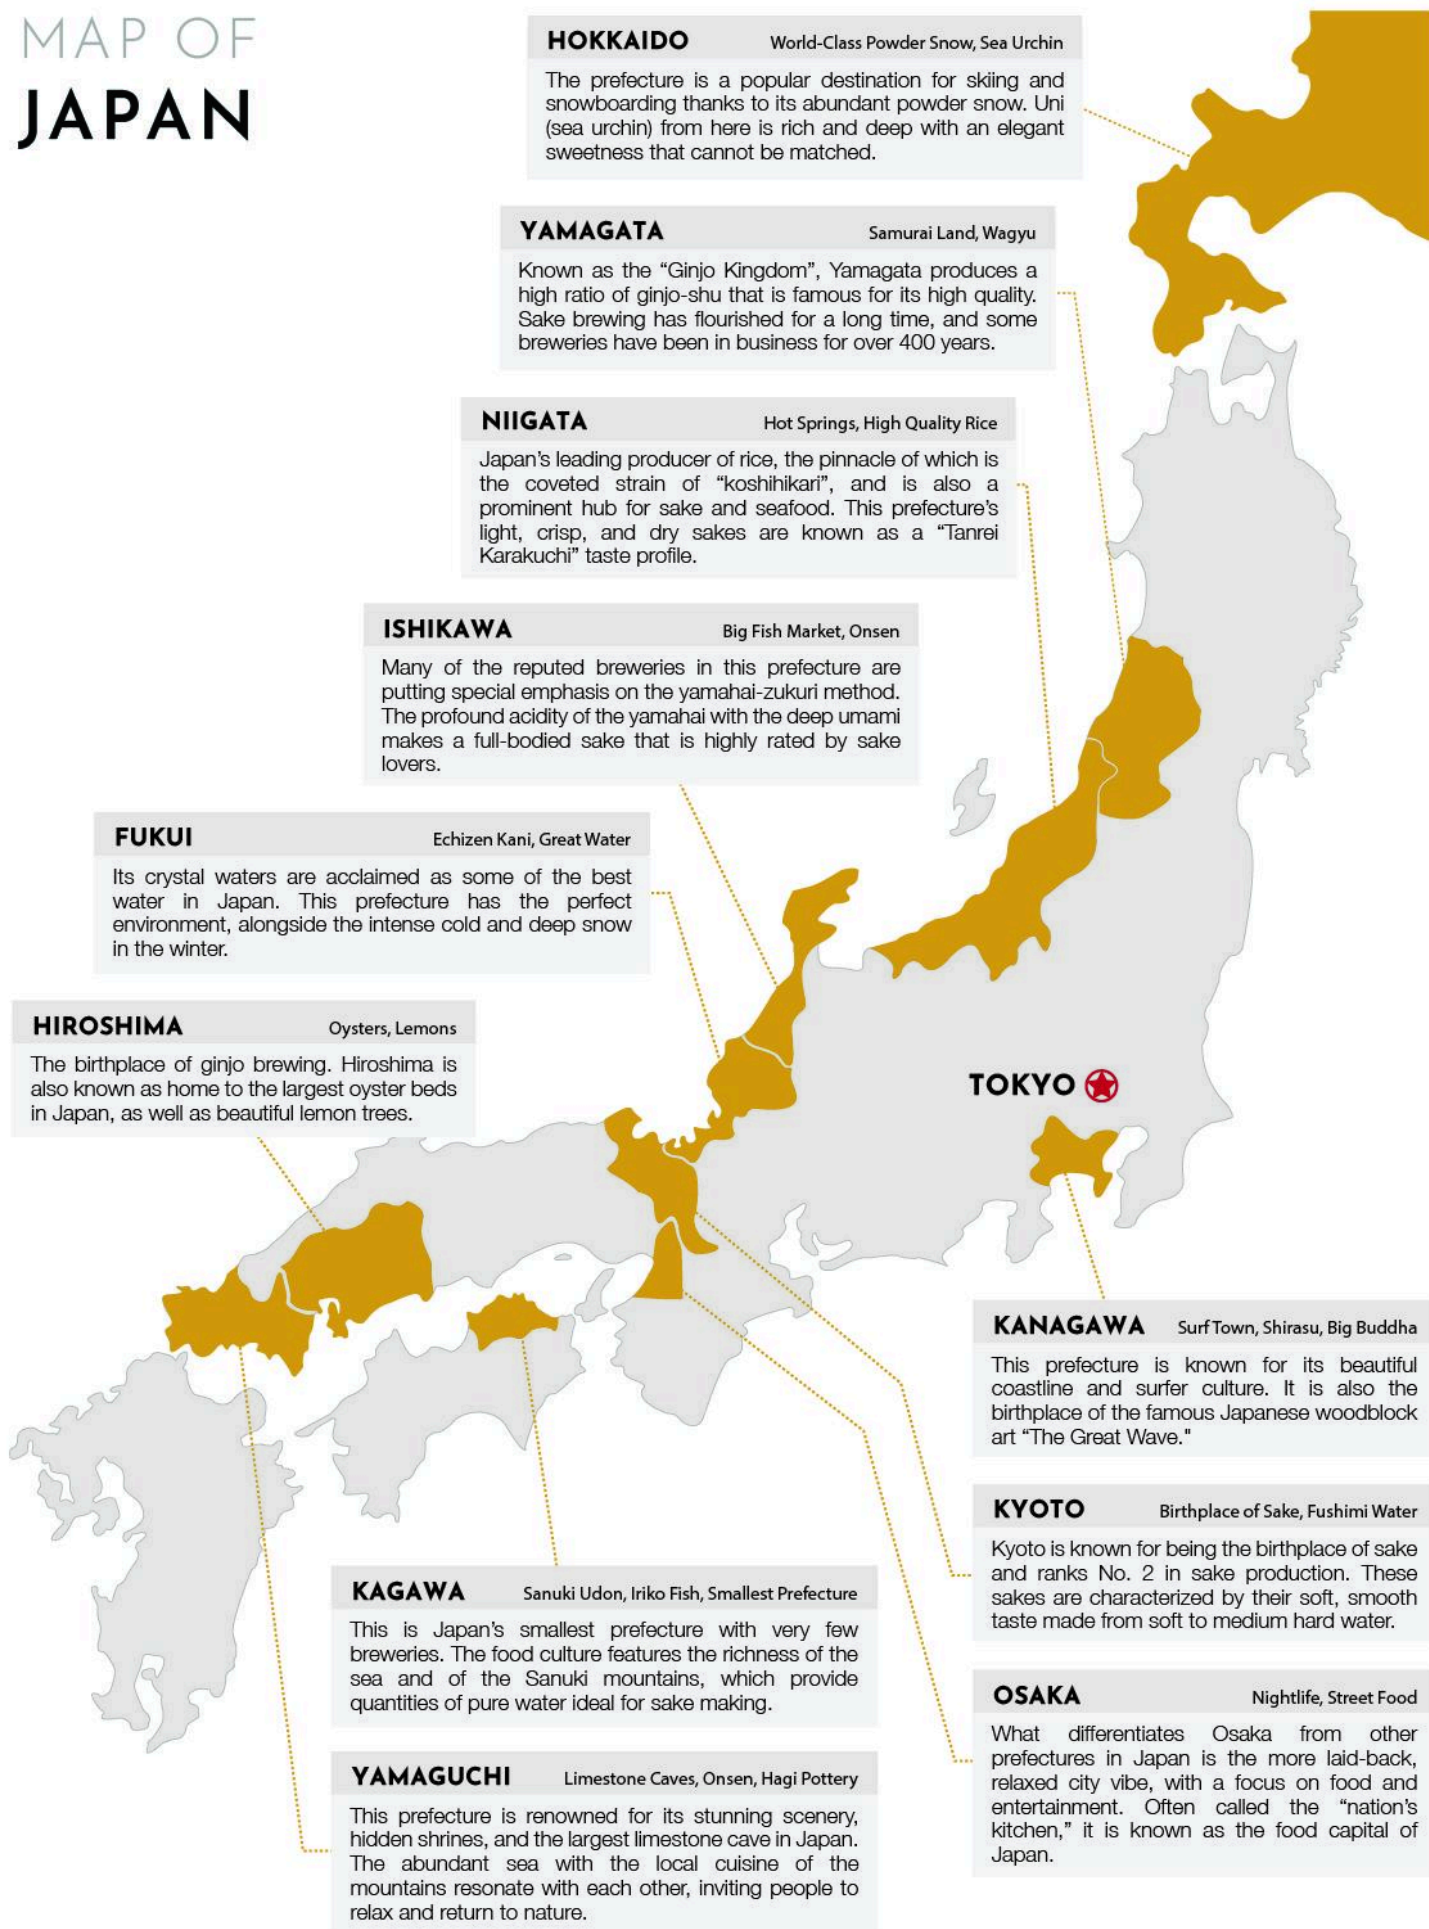 MAP OF
JAPAN
HOKKAIDO World-Class Powder Snow, Sea Urchin
The prefecture is a popular destination for skiing and
snowboarding thanks to its abundant powder snow. Uni
(sea urchin) from here is rich and deep with an elegant
sweetness that cannot be matched.
YAMAGATA Samurai Land, Wagyu
Known as the “Ginjo Kingdom”, Yamagata produces a
high ratio of ginjo-shu that is famous for its high quality.
Sake brewing has flourished for a long time, and some
breweries have been in business for over 400 years.
NIIGATA Hot Springs, High Quality Rice
Japan’s leading producer of rice, the pinnacle of which is
the coveted strain of “koshihikari”, and is also a
prominent hub for sake and seafood. This prefecture’s
light, crisp, and dry sakes are known as a “Tanrei
Karakuchi” taste profile.
ISHIKAWA Big Fish Market, Onsen
Many of the reputed breweries in this prefecture are
putting special emphasis on the yamahai-zukuri method.
The profound acidity of the yamahai with the deep umami
makes a full-bodied sake that is highly rated by sake
lovers.
FUKUI Echizen Kani, Great Water
Its crystal waters are acclaimed as some of the best
water in Japan. This prefecture has the perfect
environment, alongside the intense cold and deep snow
in the winter.
HIROSHIMA Oysters, Lemons
The birthplace of ginjo brewing. Hiroshima is
also known as home to the largest oyster beds
in Japan, as well as beautiful lemon trees.
TOKYO
KANAGAWA Surf Town, Shirasu, Big Buddha
This prefecture is known for its beautiful
coastline and surfer culture. It is also the
birthplace of the famous Japanese woodblock
art “The Great Wave."
KYOTO Birthplace of Sake, Fushimi Water
Kyoto is known for being the birthplace of sake
and ranks No. 2 in sake production. These
sakes are characterized by their soft, smooth
taste made from soft to medium hard water.
KAGAWA Sanuki Udon, Iriko Fish, Smallest Prefecture
This is Japan’s smallest prefecture with very few
breweries. The food culture features the richness of the
sea and of the Sanuki mountains, which provide
quantities of pure water ideal for sake making.
OSAKA Nightlife, Street Food
What differentiates Osaka from other
prefectures in Japan is the more laid-back,
relaxed city vibe, with a focus on food and
entertainment. Often called the “nation’s
kitchen,” it is known as the food capital of
Japan.
YAMAGUCHI Limestone Caves, Onsen, Hagi Pottery
This prefecture is renowned for its stunning scenery,
hidden shrines, and the largest limestone cave in Japan.
The abundant sea with the local cuisine of the
mountains resonate with each other, inviting people to
relax and return to nature.